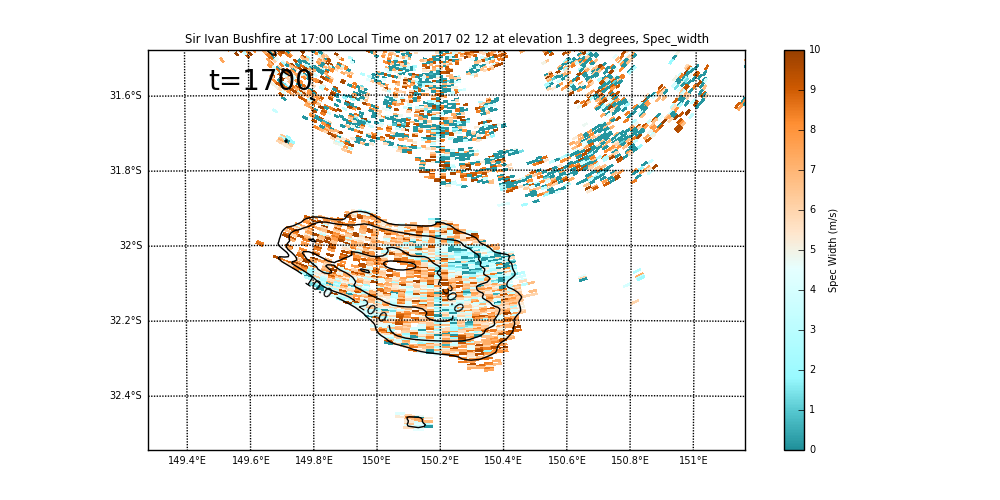 Sir Ivan Bushfire at 17:00 Local Time on 2017 02 12 at elevation 1.3 degrees, Spec_width
t=1700
31.6°S
31.8°S
32°S
32.2°S
32.4°S
10.0
20.0
30.0
149.4°E 149.6°E 149.8°E 150°E 150.2°E 150.4°E 150.6°E 150.8°E 151°E
10
9
8
7
6
5
4
3
2
1
0
Spec Width (m/s)